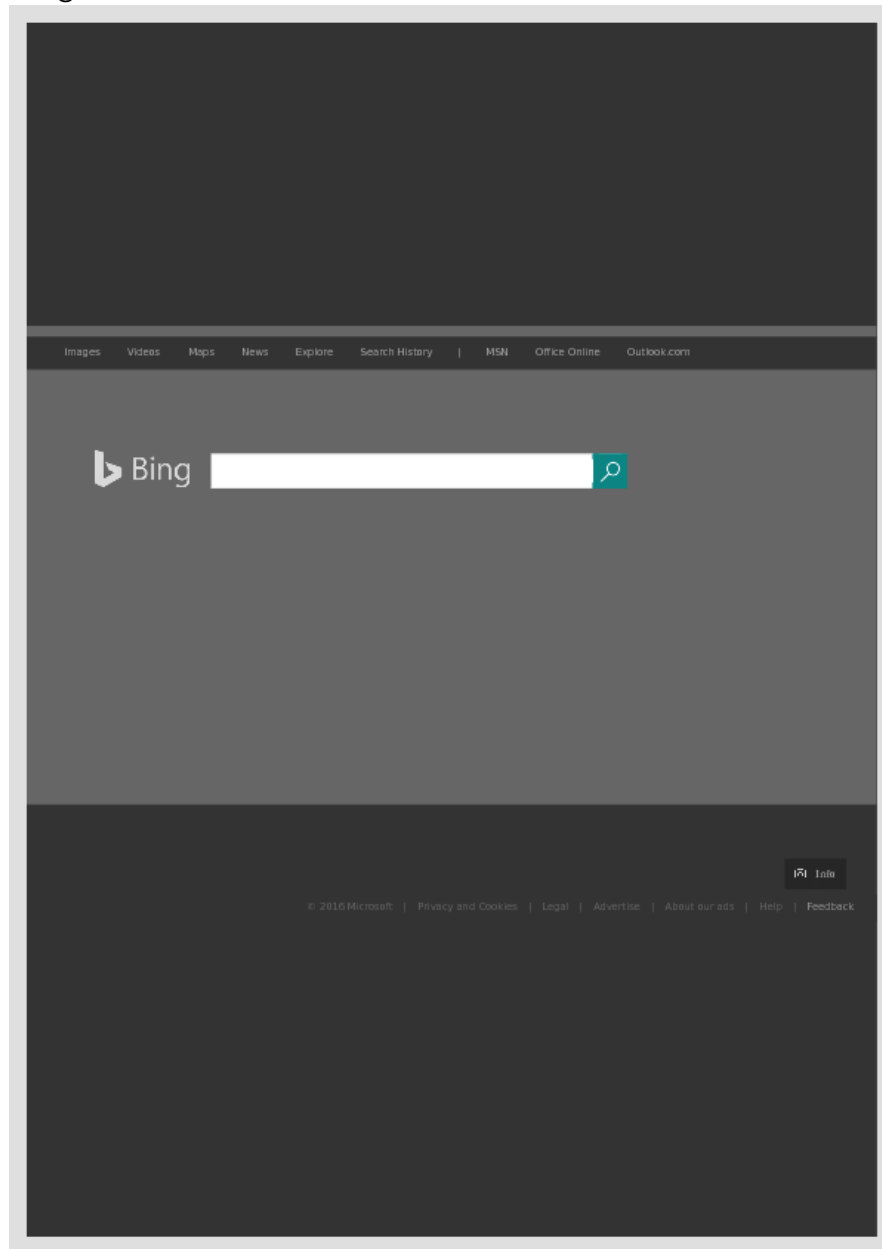 Images Videos Maps News Explore Search History | MSN Office Online Outlook.com
Bing
Info
© 2016 Microsoft | Privacy and Cookies | Legal | Advertise | About our ads | Help | Feedback